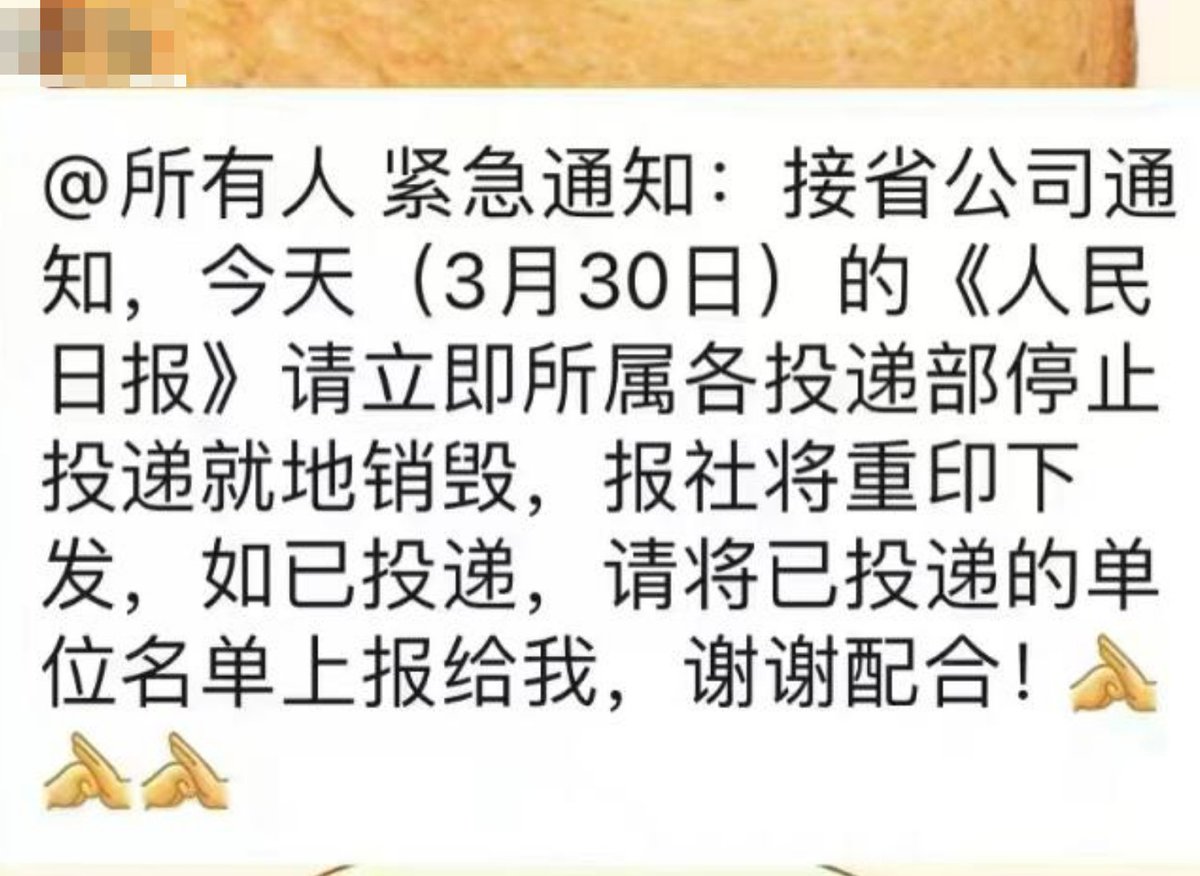 @所有人 紧急通知：接省公司通
知，今天（3月30日）的《人民
日报》请立即所属各投递部停止
投递就地销毁，报社将重印下
发，如已投递，请将已投递的单
位名单上报给我，谢谢配合！